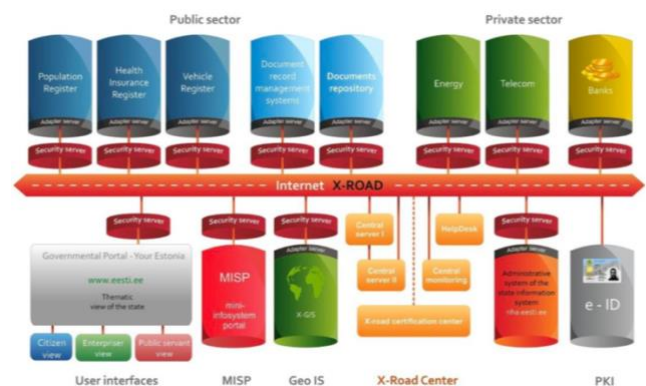 Public sector
Private sector
Population
Register
Health
Insurance
Register
Vehicle
Register
Document
record
management
systems
Documents
repository
Energy
Telecom
Banks
Adapter server
Adapter server
Adapter server
Adapter server
Adapter server
Adapter server
Adapter server
Adapter server
Security server
Security server
Security server
Security server
Security server
Security server
Security server
Security server
Internet X-ROAD
Security server
Security server
Security server
Central
server I
HelpDesk
Security server
Governmental Portal - Your Estonia
www.eesti.ee
Thematic
view of the state
MISP
mini-
infosystem
portal
Adapter server
X-GIS
Central
server II
Central
monitoring
X-road certification center
Adapter server
Administrative
system of the
state information
system
riha.eesti.ee
e - ID
Citizen
view
Enterpriser
view
Public servant
view
User interfaces
MISP
Geo IS
X-Road Center
PKI